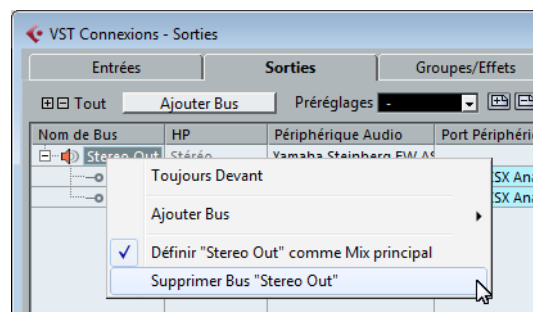 VST Connexions - Sorties
Entrées Sorties Groupes/Effets
Tout Ajouter Bus Préréglages -
Nom de Bus HP Périphérique Audio Port Périphéri
Stereo Out Stéréo Yamaha Steinberg FW AS
Toujours Devant SX Ana
SX Ana
Ajouter Bus
Définir "Stereo Out" comme Mix principal
Supprimer Bus "Stereo Out"